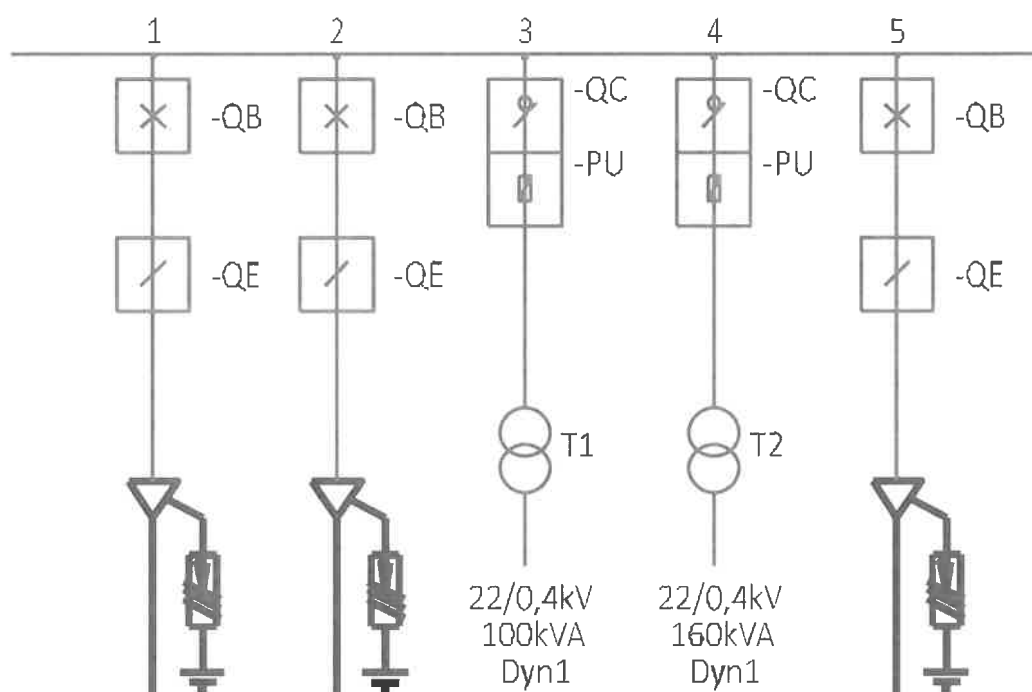 1 2 3 4 5
-QB -QB -QC -QC -QB
-PU -PU
-QE -QE -QE
T1 T2
22/0,4kV 22/0,4kV
100kVA 160kVA
Dyn1 Dyn1